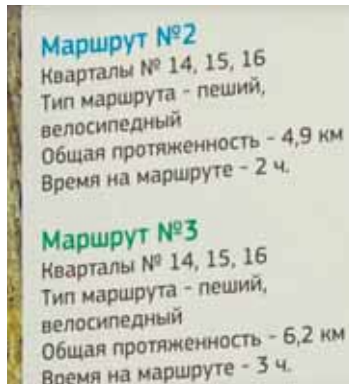 Маршрут №2
Кварталы № 14, 15, 16
Тип маршрута - пеший,
велосипедный
Общая протяженность - 4,9 км
Время на маршруте - 2 ч.
Маршрут №3
Кварталы № 14, 15, 16
Тип маршрута - пеший,
велосипедный
Общая протяженность - 6,2 км
Время на маршруте - 3 ч.